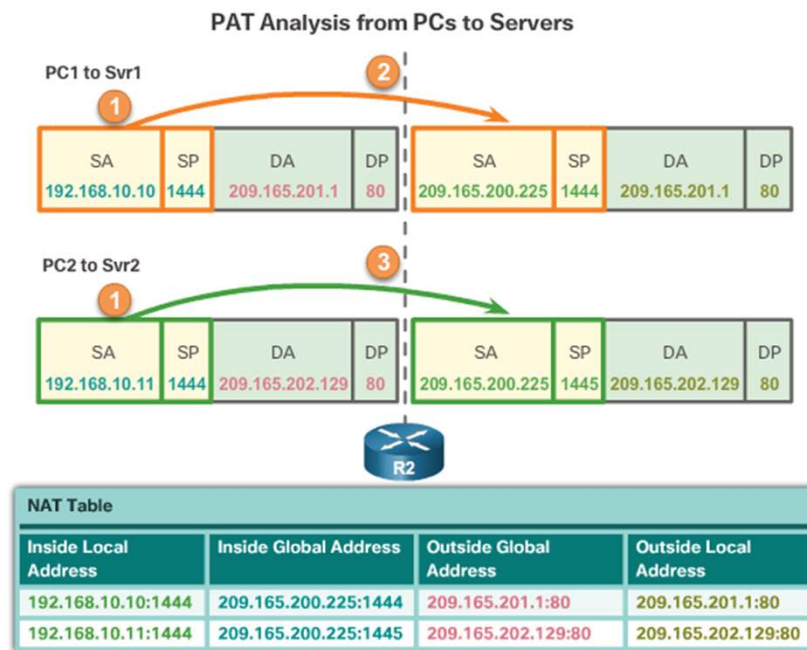 PAT Analysis from PCs to Servers
PC1 to Svr1
1
2
SA SP DA DP SA SP DA DP
192.168.10.10 1444 209.165.201.1 80 209.165.200.225 1444 209.165.201.1 80
PC2 to Svr2
1
3
SA SP DA DP SA SP DA DP
192.168.10.11 1444 209.165.202.129 80 209.165.200.225 1445 209.165.202.129 80
R2
NAT Table
Inside Local Address Inside Global Address Outside Global Address Outside Local Address
192.168.10.10:1444 209.165.200.225:1444 209.165.201.1:80 209.165.201.1:80
192.168.10.11:1444 209.165.200.225:1445 209.165.202.129:80 209.165.202.129:80